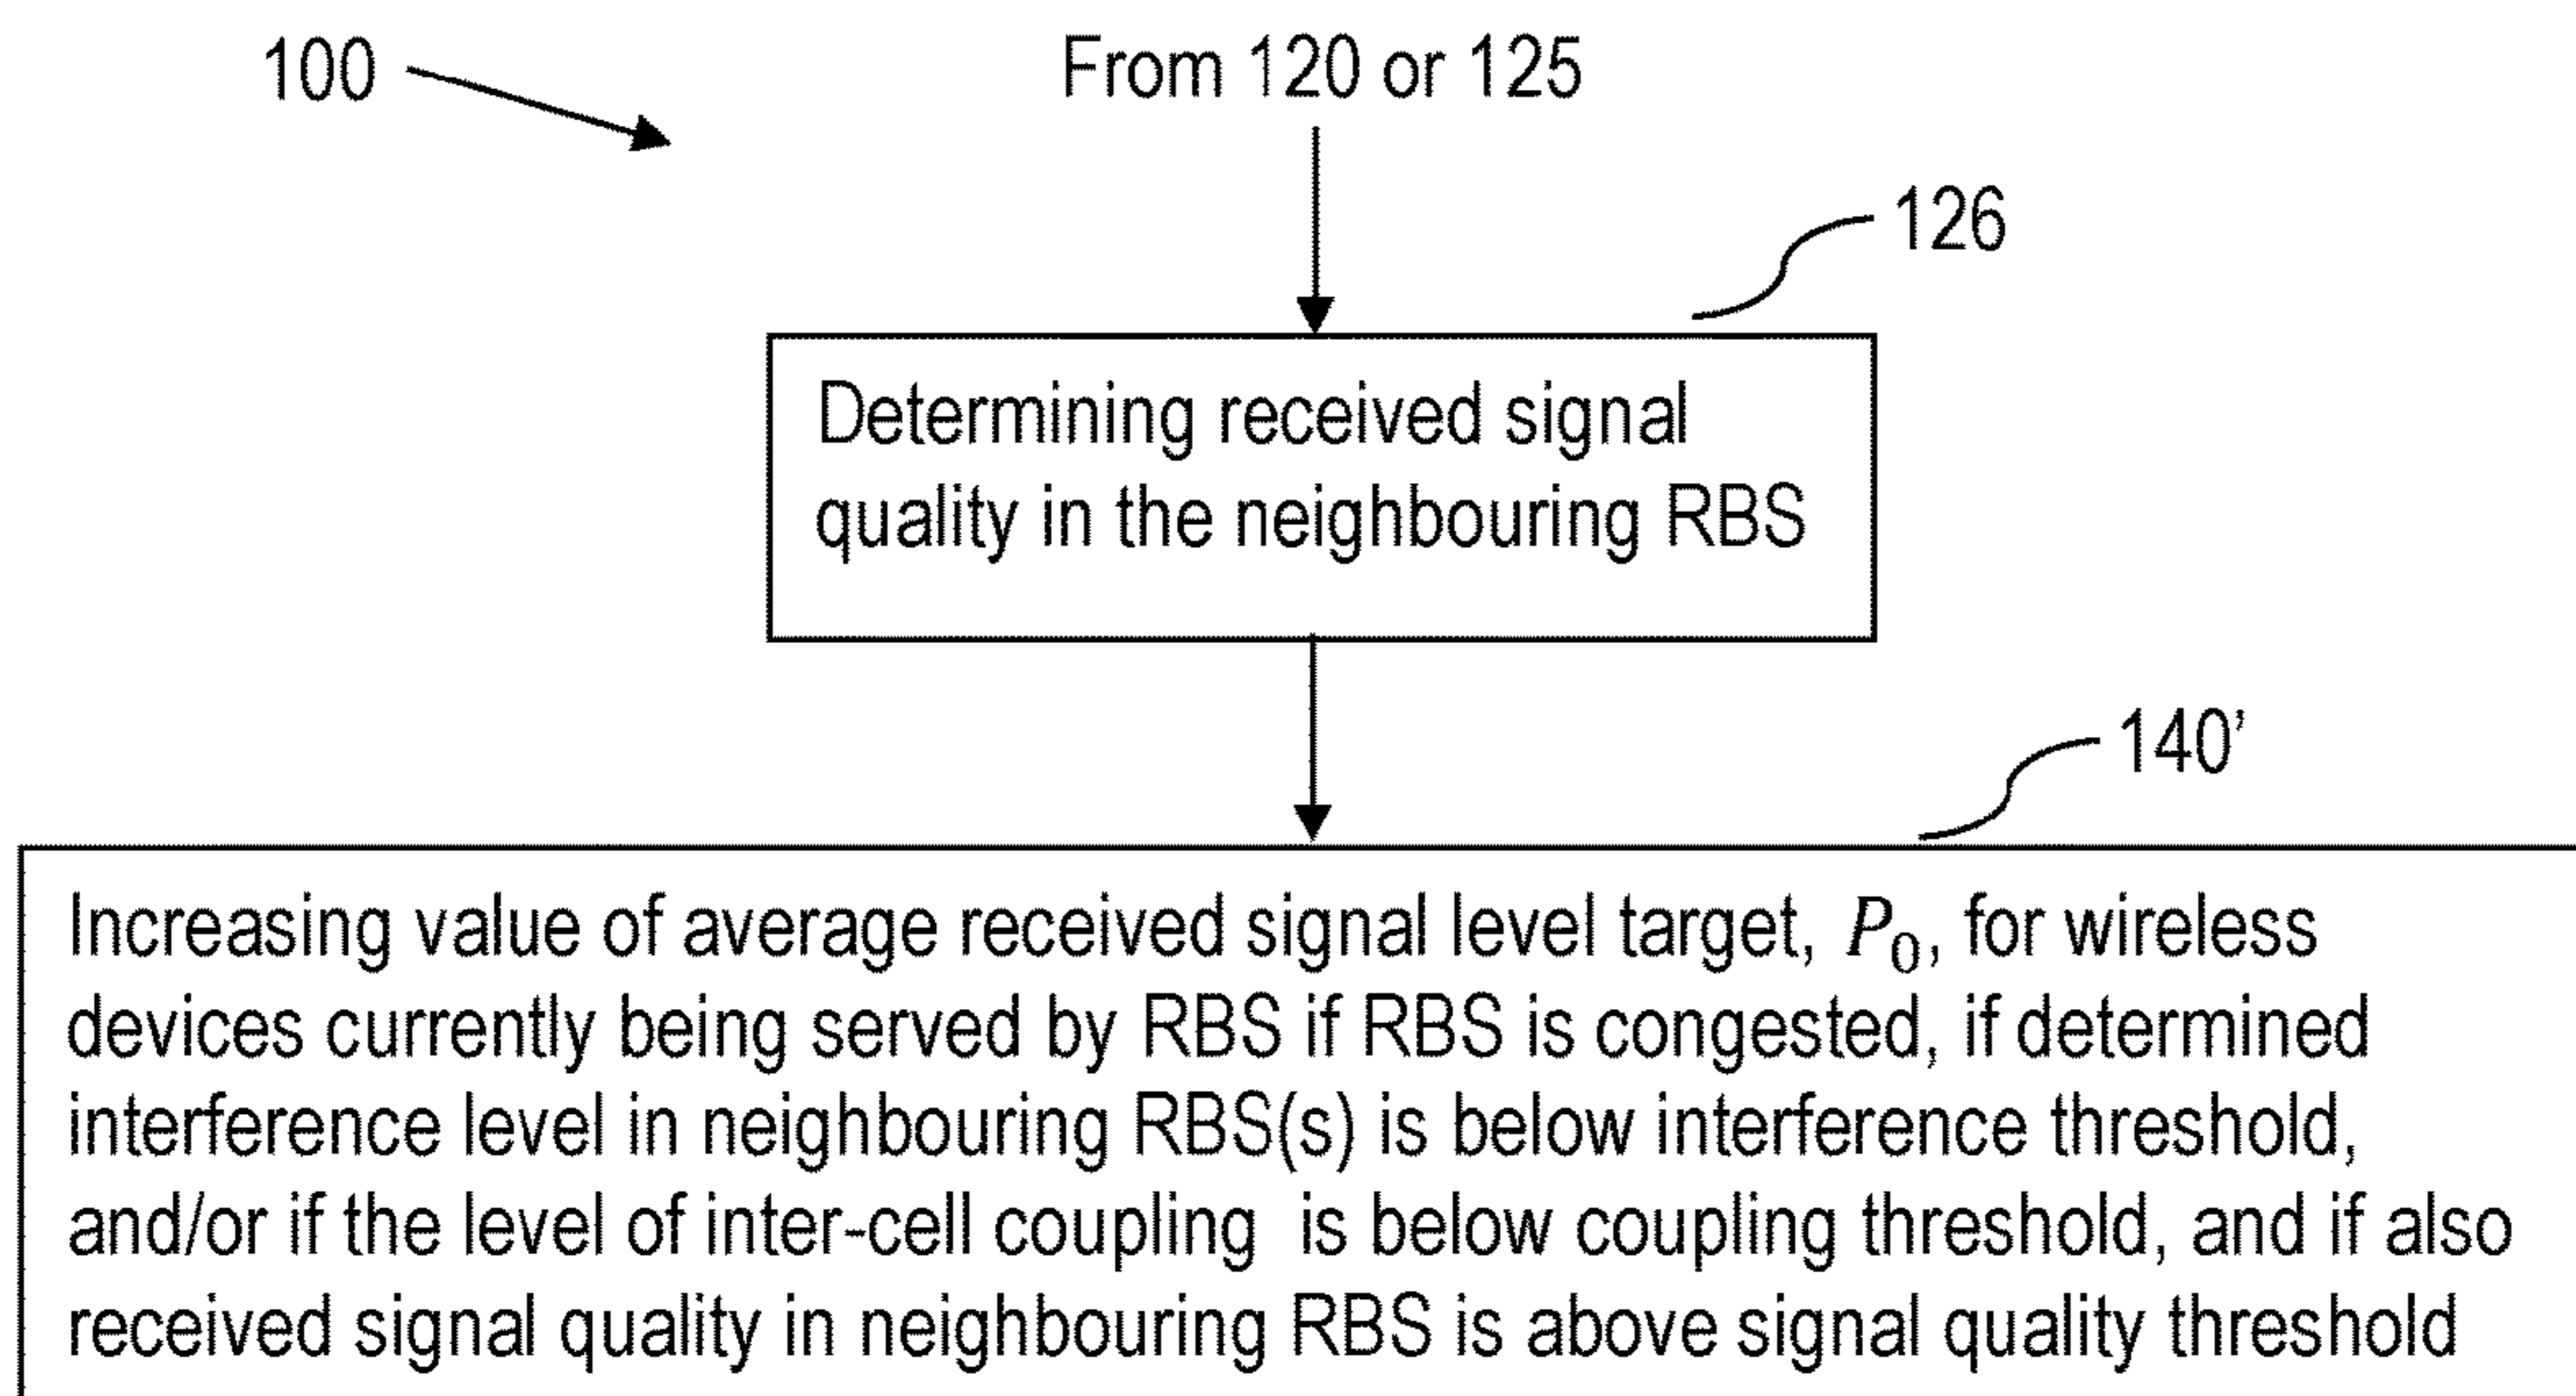 100
From 120 or 125
126
Determining received signal
quality in the neighbouring RBS
140'
Increasing value of average received signal level target, P₀, for wireless
devices currently being served by RBS if RBS is congested, if determined
interference level in neighbouring RBS(s) is below interference threshold,
and/or if the level of inter-cell coupling is below coupling threshold, and if also
received signal quality in neighbouring RBS is above signal quality threshold